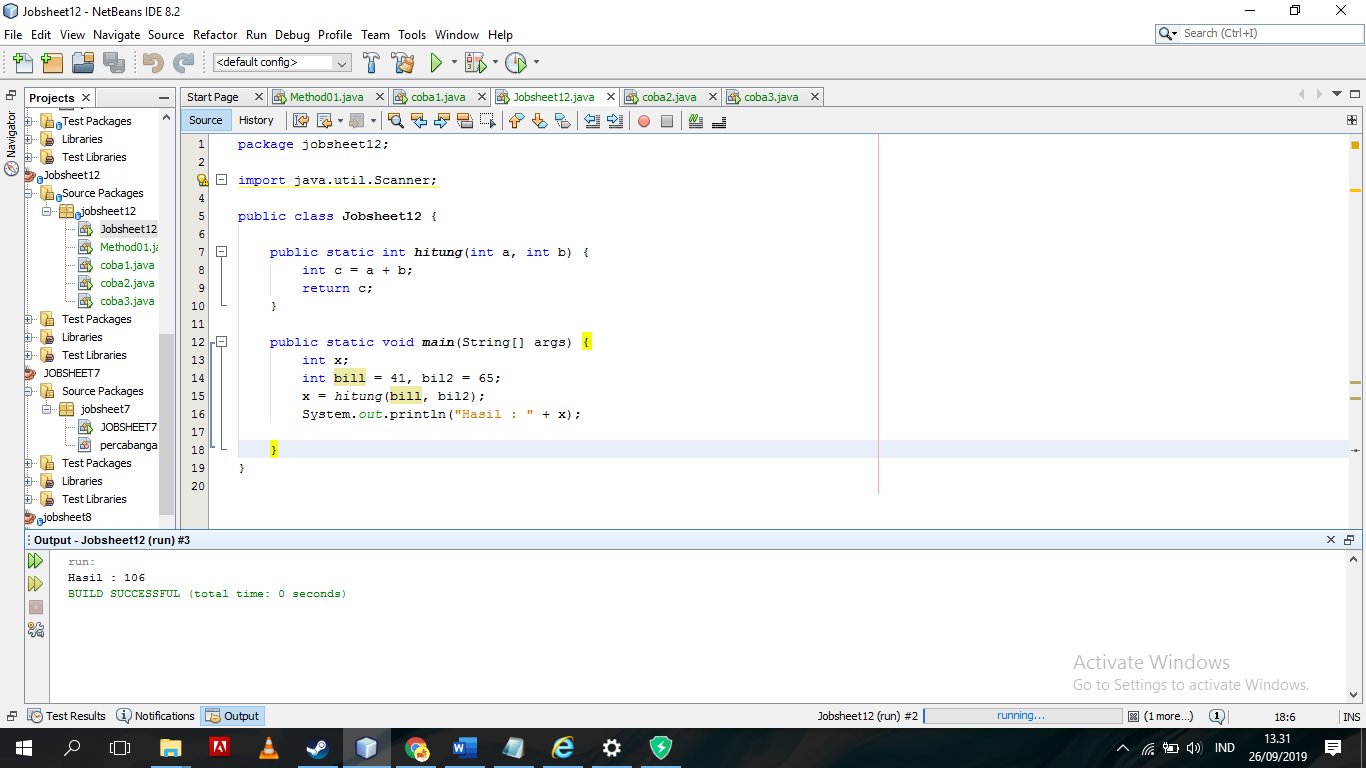 Jobsheet12 - NetBeans IDE 8.2
File Edit View Navigate Source Refactor Run Debug Profile Team Tools Window Help
Search (Ctrl+I)
<default config>
Projects
Navigator
Test Packages
Libraries
Test Libraries
Jobsheet12
Source Packages
jobsheet12
Jobsheet12
Method01.ja
coba1.java
coba2.java
coba3.java
Test Packages
Libraries
Test Libraries
JOBSHEET7
Source Packages
jobsheet7
JOBSHEET7
percabanga
Test Packages
Libraries
Test Libraries
jobsheet8
Start Page Method01.java coba1.java Jobsheet12.java coba2.java coba3.java
Source History
1 package jobsheet12;
2
import java.util.Scanner;
4
5 public class Jobsheet12 {
6
7 public static int hitung(int a, int b) {
8 int c = a + b;
9 return c;
10 }
11
12 public static void main(String[] args) {
13 int x;
14 int bil1 = 41, bil2 = 65;
15 x = hitung(bil1, bil2);
16 System.out.println("Hasil : " + x);
17
18 }
19 }
20
Output - Jobsheet12 (run) #3
run:
Hasil : 106
BUILD SUCCESSFUL (total time: 0 seconds)
Activate Windows
Go to Settings to activate Windows.
Test Results Notifications Output
Jobsheet12 (run) #2 running... (1 more...) 1 18:6 INS
IND
13.31
26/09/2019